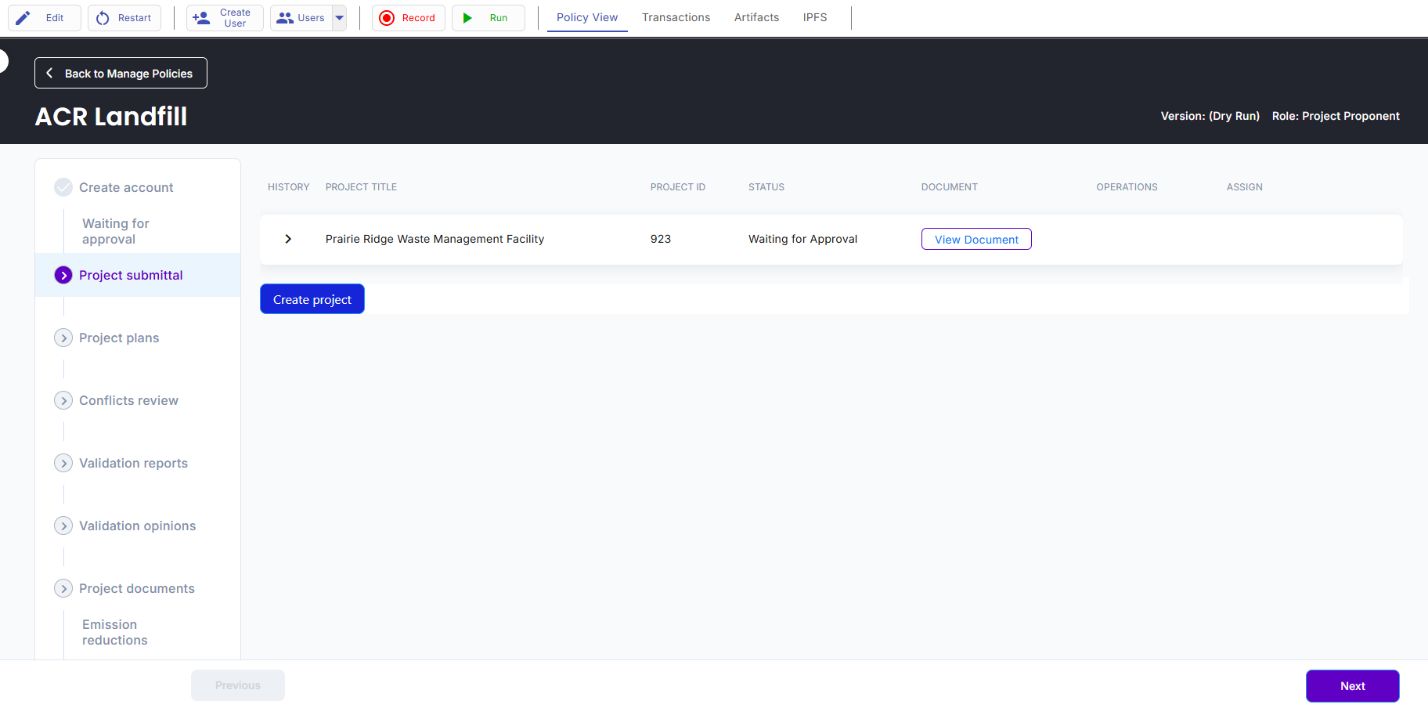 Edit
Restart
Create
User
Users
Record
Run
Policy View
Transactions
Artifacts
IPFS
Back to Manage Policies
ACR Landfill
Version: (Dry Run) Role: Project Proponent
Create account
Waiting for
approval
Project submittal
Project plans
Conflicts review
Validation reports
Validation opinions
Project documents
Emission
reductions
HISTORY PROJECT TITLE PROJECT ID STATUS DOCUMENT OPERATIONS ASSIGN
Prairie Ridge Waste Management Facility 923 Waiting for Approval View Document
Create project
Previous
Next